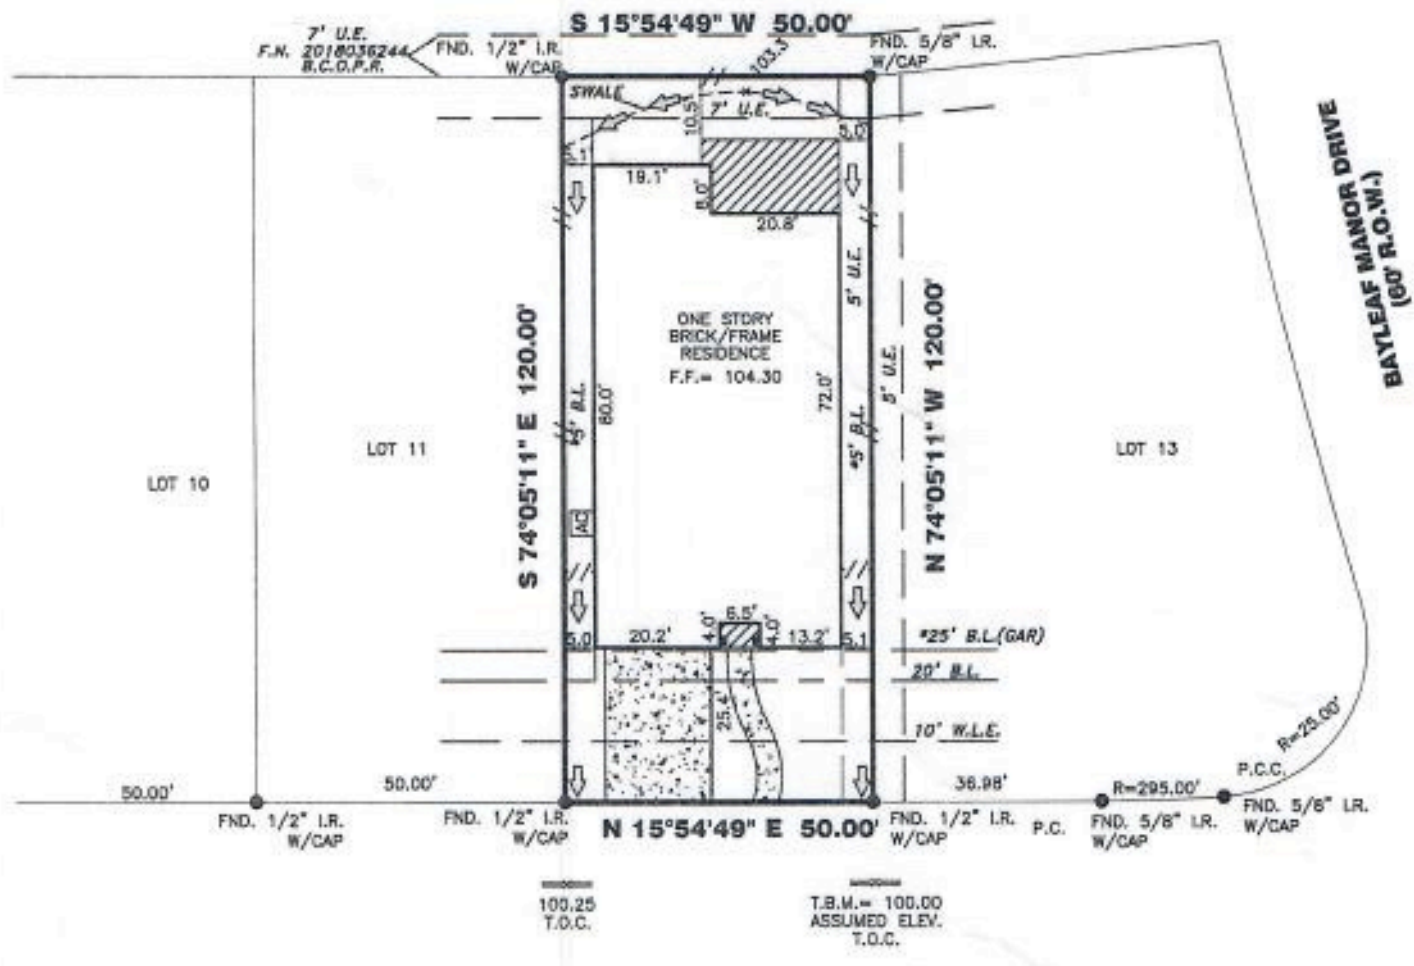 S 15°54'49" W 50.00'
7' U.E.
F.N. 2018036244
B.C.O.P.R.
FND. 1/2" I.R.
W/CAP
FND. 5/8" I.R.
W/CAP
103.3
SWALE
7' U.E.
10.5'
5.0'
5.1'
19.1'
8.0'
20.8'
BAYLEAF MANOR DRIVE
(60' R.O.W.)
5' U.E.
ONE STORY
BRICK/FRAME
RESIDENCE
F.F.= 104.30
S 74°05'11" E 120.00'
N 74°05'11" W 120.00'
5' U.E.
*5' B.L.
80.0'
72.0'
*5' B.L.
LOT 10
LOT 11
LOT 13
AC
6.5'
4.0'
4.0'
5.0
20.2'
13.2'
5.1
*25' B.L.(GAR)
20' B.L.
25.4'
10' W.L.E.
R=25.00'
P.C.C.
50.00'
50.00'
36.98'
R=295.00'
FND. 1/2" I.R.
W/CAP
FND. 1/2" I.R.
W/CAP
N 15°54'49" E 50.00'
FND. 1/2" I.R.
W/CAP
P.C.
FND. 5/8" I.R.
W/CAP
FND. 5/8" I.R.
W/CAP
100.25
T.O.C.
T.B.M.= 100.00
ASSUMED ELEV.
T.O.C.